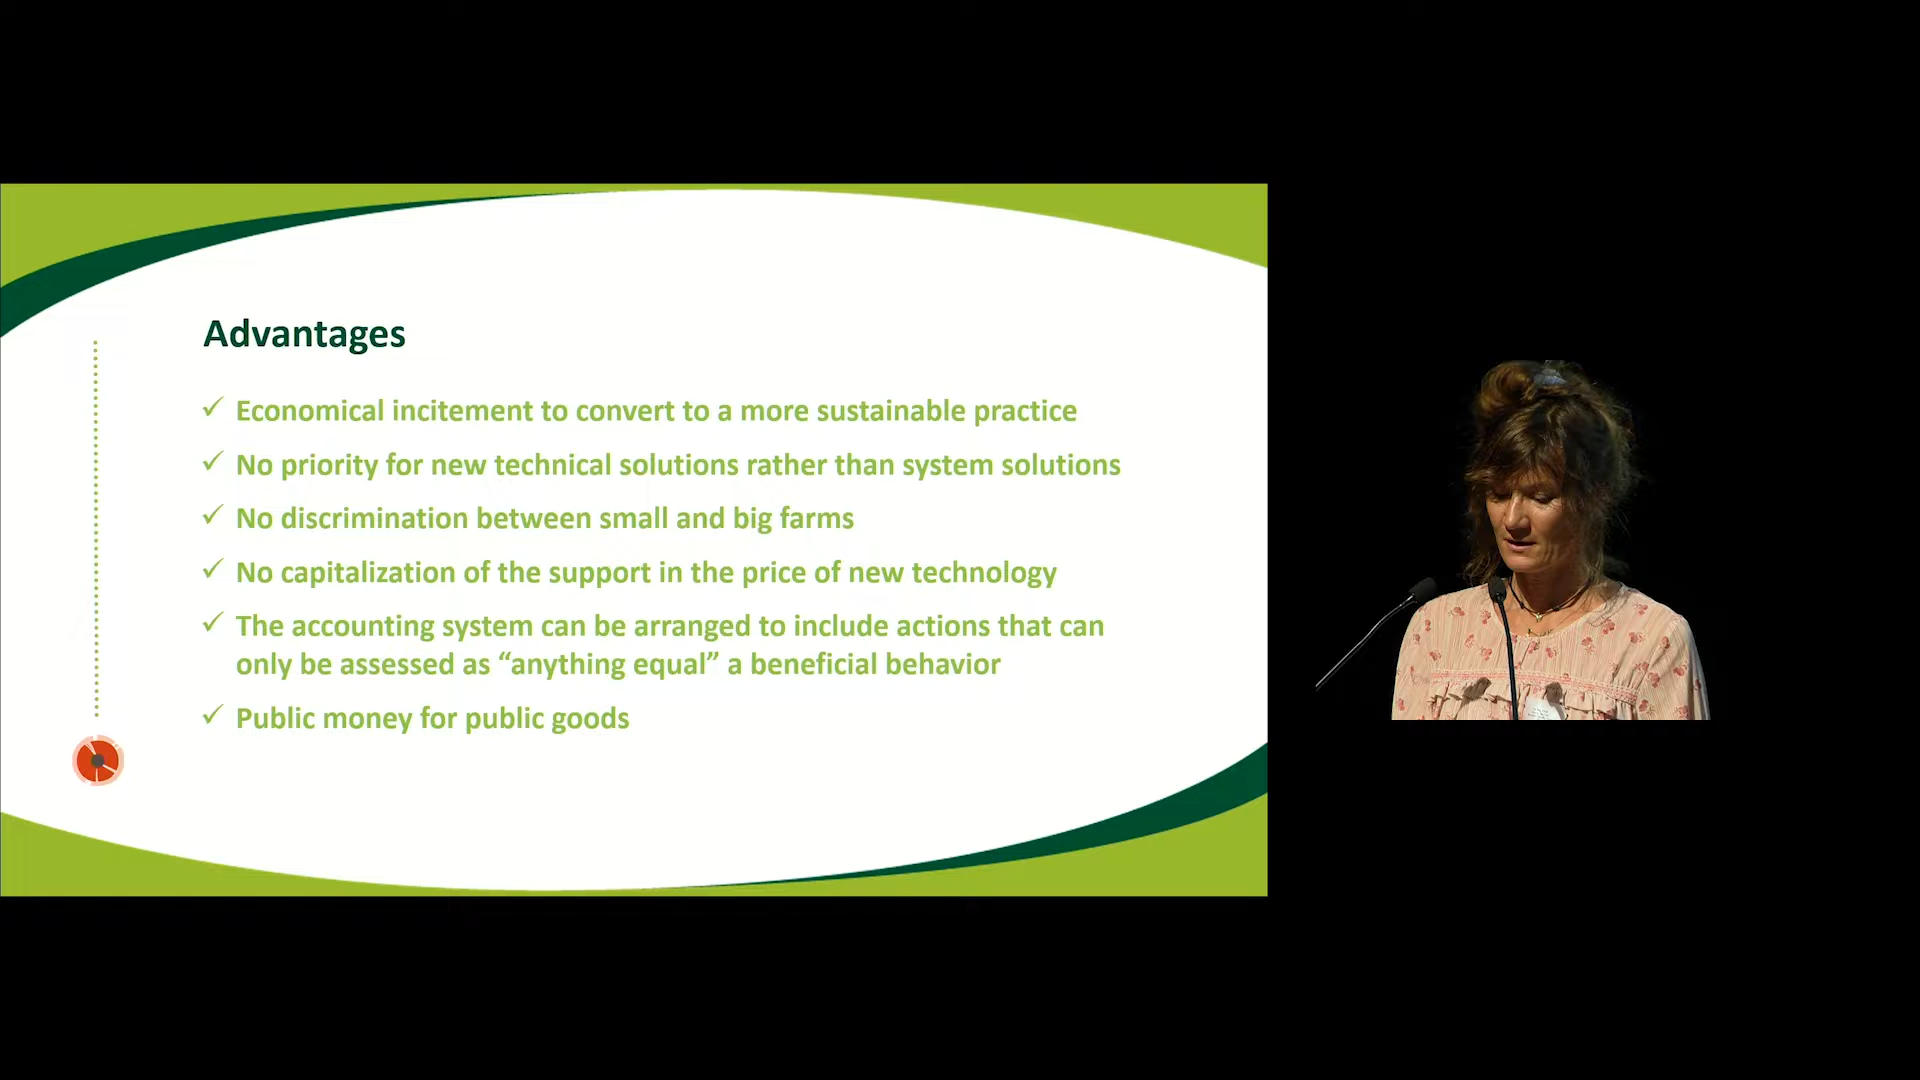 Advantages
✓ Economical incitement to convert to a more sustainable practice
✓ No priority for new technical solutions rather than system solutions
✓ No discrimination between small and big farms
✓ No capitalization of the support in the price of new technology
✓ The accounting system can be arranged to include actions that can
only be assessed as “anything equal” a beneficial behavior
✓ Public money for public goods